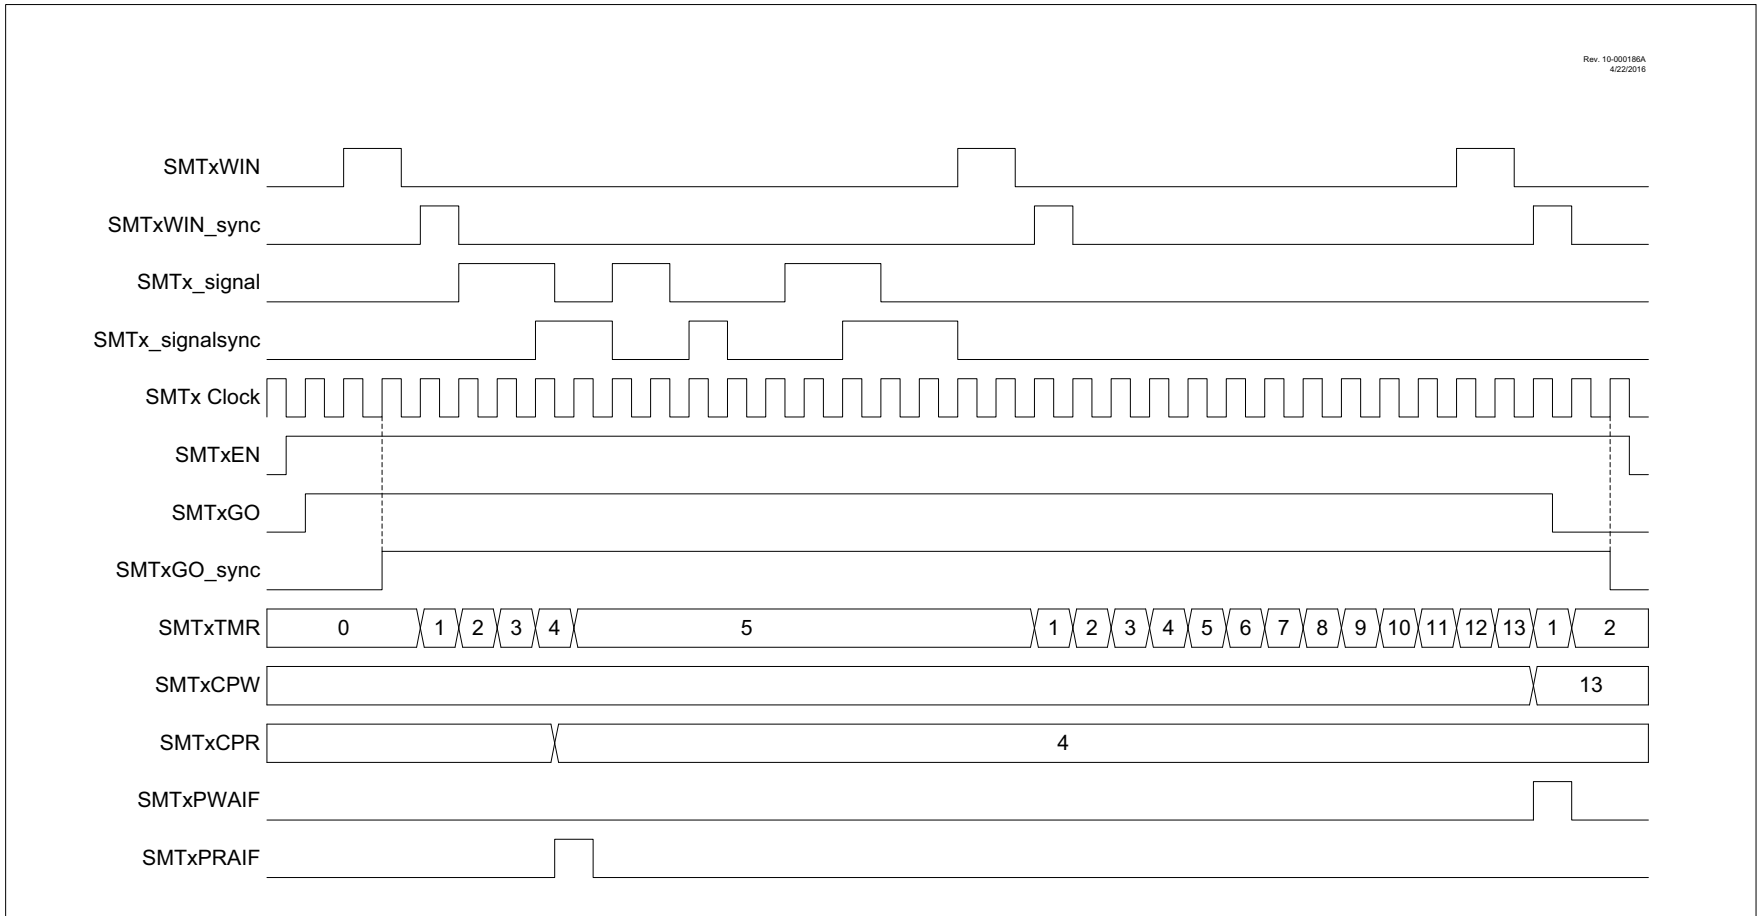 Rev. 10-000186A
4/22/2016
SMTxWIN
SMTxWIN_sync
SMTx_signal
SMTx_signalsync
SMTx Clock
SMTxEN
SMTxGO
SMTxGO_sync
SMTxTMR 0 1 2 3 4 5 1 2 3 4 5 6 7 8 9 10 11 12 13 1 2
SMTxCPW 13
SMTxCPR 4
SMTxPWAIF
SMTxPRAIF